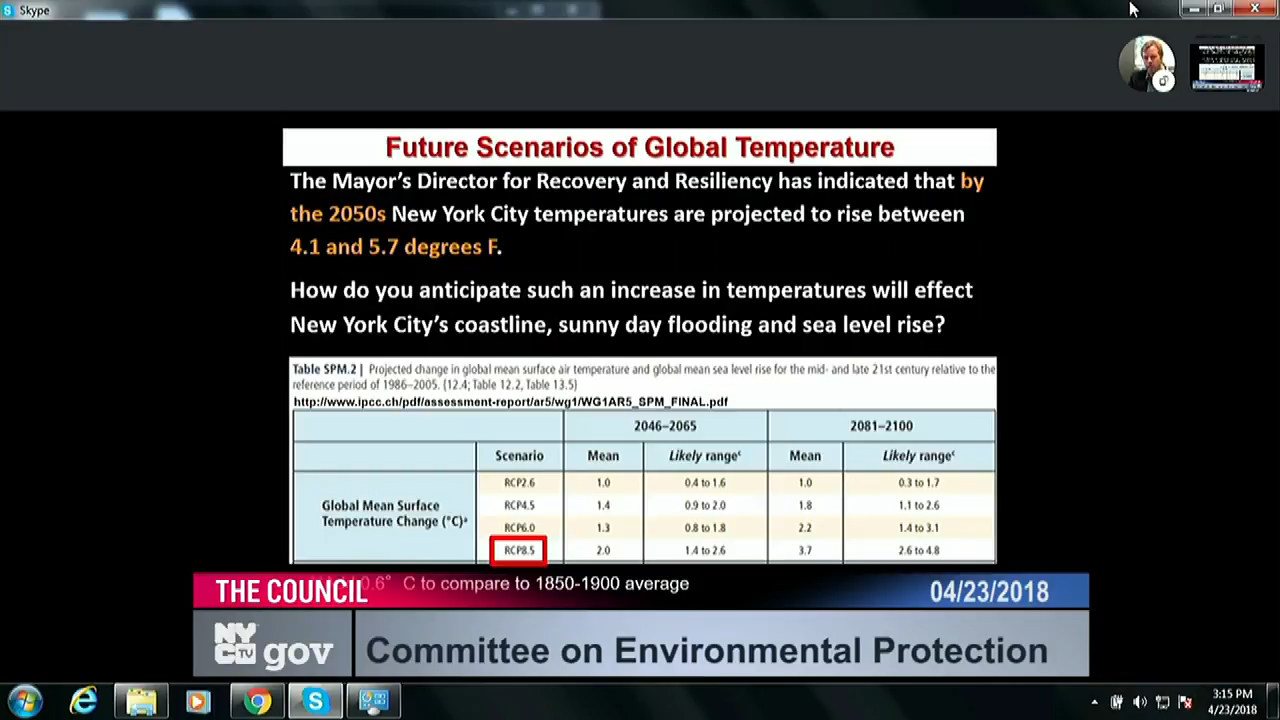 Skype
Future Scenarios of Global Temperature
The Mayor's Director for Recovery and Resiliency has indicated that by
the 2050s New York City temperatures are projected to rise between
4.1 and 5.7 degrees F.
How do you anticipate such an increase in temperatures will effect
New York City's coastline, sunny day flooding and sea level rise?
Table SPM.2 | Projected change in global mean surface air temperature and global mean sea level rise for the mid- and late 21st century relative to the
reference period of 1986–2005. {12.4; Table 12.2, Table 13.5}
http://www.ipcc.ch/pdf/assessment-report/ar5/wg1/WG1AR5_SPM_FINAL.pdf
2046–2065 2081–2100
Scenario Mean Likely rangeᶜ Mean Likely rangeᶜ
Global Mean Surface
Temperature Change (°C)ᵃ
RCP2.6 1.0 0.4 to 1.6 1.0 0.3 to 1.7
RCP4.5 1.4 0.9 to 2.0 1.8 1.1 to 2.6
RCP6.0 1.3 0.8 to 1.8 2.2 1.4 to 3.1
RCP8.5 2.0 1.4 to 2.6 3.7 2.6 to 4.8
0.6° C to compare to 1850-1900 average
THE COUNCIL 04/23/2018
NYC TV gov Committee on Environmental Protection
3:15 PM
4/23/2018